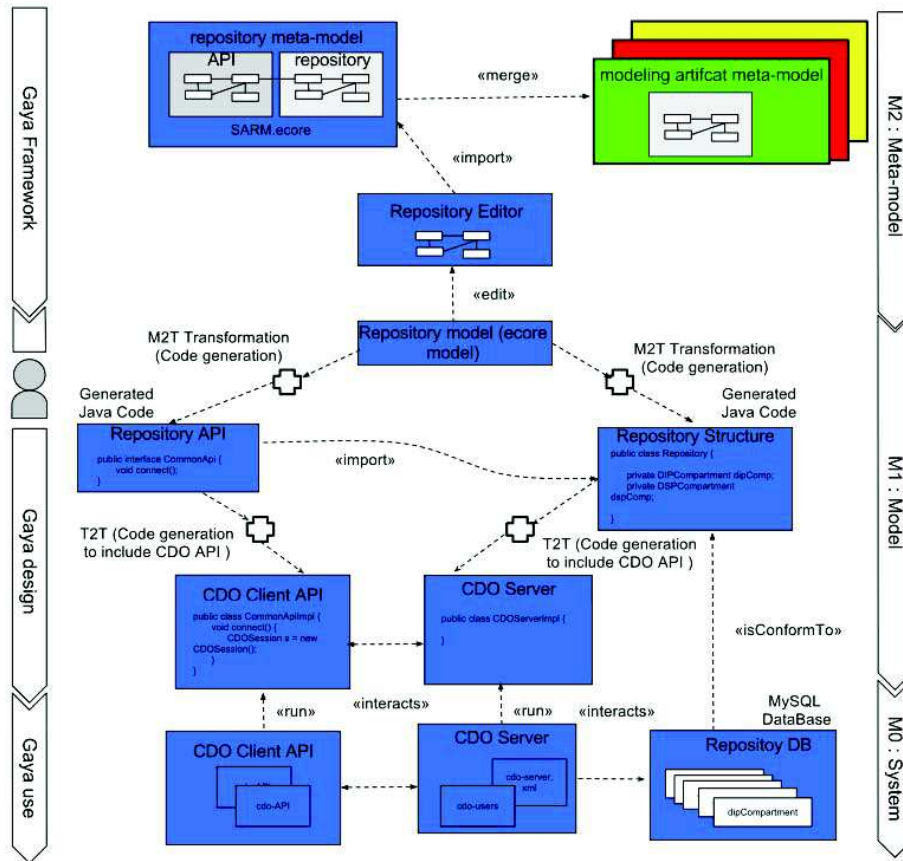 repository meta-model
API
repository
SARM.ecore
«merge»
modeling artifcat meta-model
Gaya Framework
M2 : Meta-model
«import»
Repository Editor
«edit»
Repository model (ecore
model)
M2T Transformation
(Code generation)
M2T Transformation
(Code generation)
Generated
Java Code
Generated
Java Code
Repository API
public interface CommonApi {
void connect();
}
«import»
Repository Structure
public class Repository {
private DIPCompartment dipComp;
private DSPCompartment
dspComp;
}
Gaya design
M1 : Model
T2T (Code generation
to include CDO API )
T2T (Code generation
to include CDO API )
CDO Client API
public class CommonApiImpl {
void connect() {
CDOSession s = new
CDOSession();
}
}
CDO Server
public class CDOServerImpl {
}
«isConformTo»
«run»
«interacts»
«run»
«interacts»
MySQL
DataBase
Gaya use
M0 : System
CDO Client API
cdo-API
CDO Server
cdo-server.
xml
cdo-users
Repositoy DB
dipCompartment